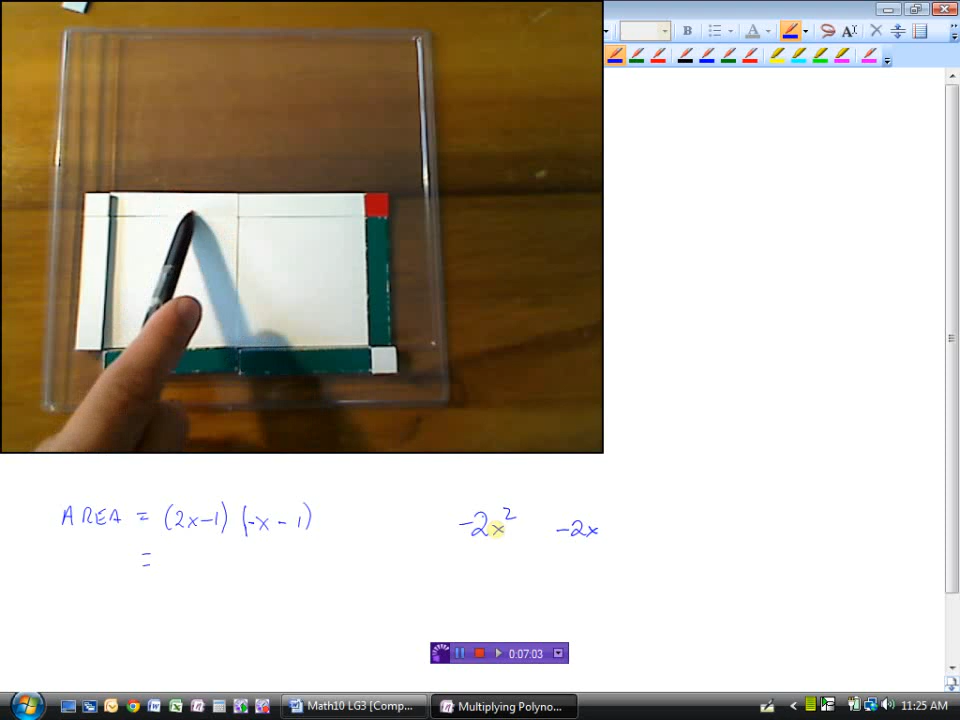 B A
AREA = (2x-1) (-x - 1) -2x² -2x
=
0:07:03
Math10 LG3 [Comp... Multiplying Polyno... 11:25 AM